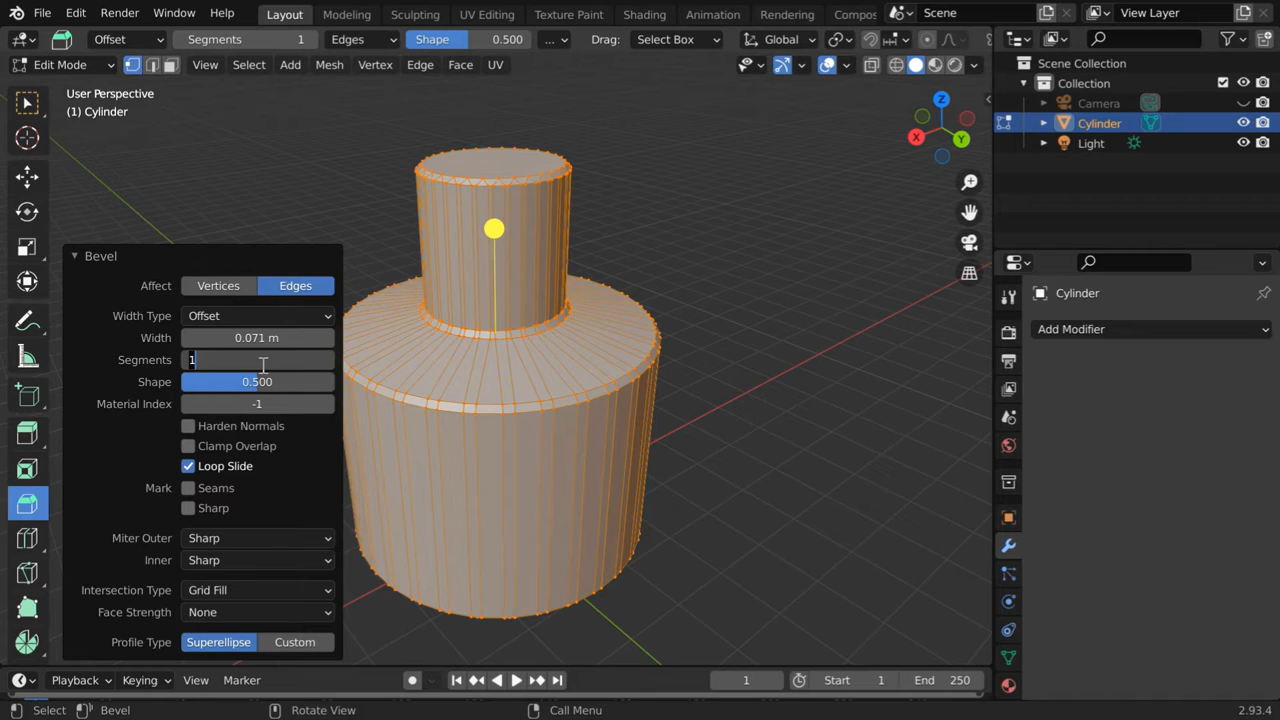 File Edit Render Window Help Layout Modeling Sculpting UV Editing Texture Paint Shading Animation Rendering Compos Scene View Layer
Offset Segments 1 Edges Shape 0.500 ... Drag: Select Box Global
Edit Mode View Select Add Mesh Vertex Edge Face UV
User Perspective
(1) Cylinder
Z
X
Y
Scene Collection
Collection
Camera
Cylinder
Light
Cylinder
Add Modifier
Bevel
Affect Vertices Edges
Width Type Offset
Width 0.071 m
Segments 1
Shape 0.500
Material Index -1
Harden Normals
Clamp Overlap
Loop Slide
Mark Seams
Sharp
Miter Outer Sharp
Inner Sharp
Intersection Type Grid Fill
Face Strength None
Profile Type Superellipse Custom
Playback Keying View Marker 1 Start 1 End 250
Select Bevel Rotate View Call Menu 2.93.4